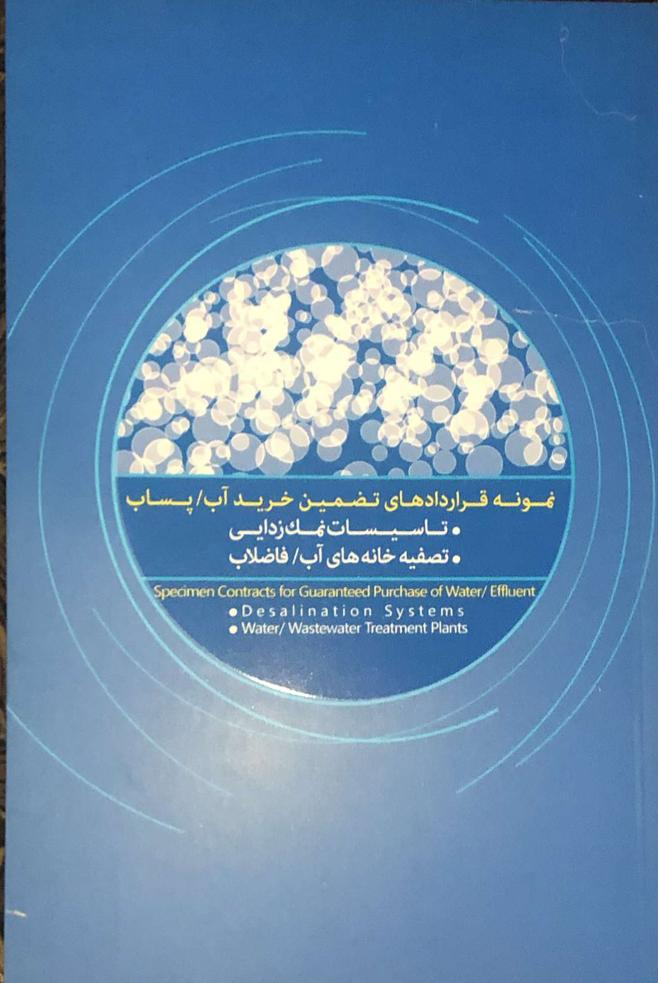 نمونه قراردادهای تضمین خرید آب/ پساب
• تاسیسات نمک‌زدایی
• تصفیه خانه های آب/ فاضلاب
Specimen Contracts for Guaranteed Purchase of Water/ Effluent
• Desalination Systems
• Water/ Wastewater Treatment Plants